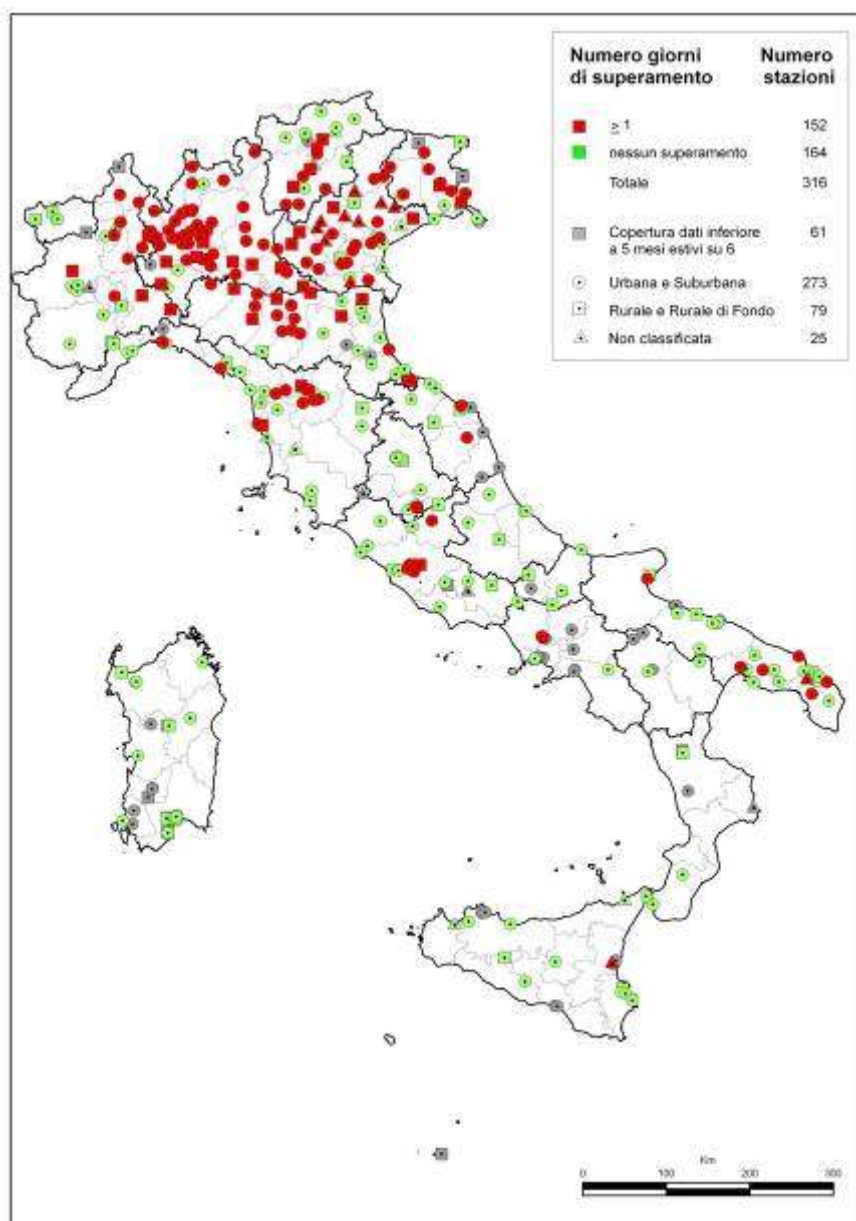 Numero giorni di superamento Numero stazioni
≥ 1 152
nessun superamento 164
Totale 316
Copertura dati inferiore a 5 mesi estivi su 6 61
Urbana e Suburbana 273
Rurale e Rurale di Fondo 79
Non classificata 25
Km
0 100 200 300